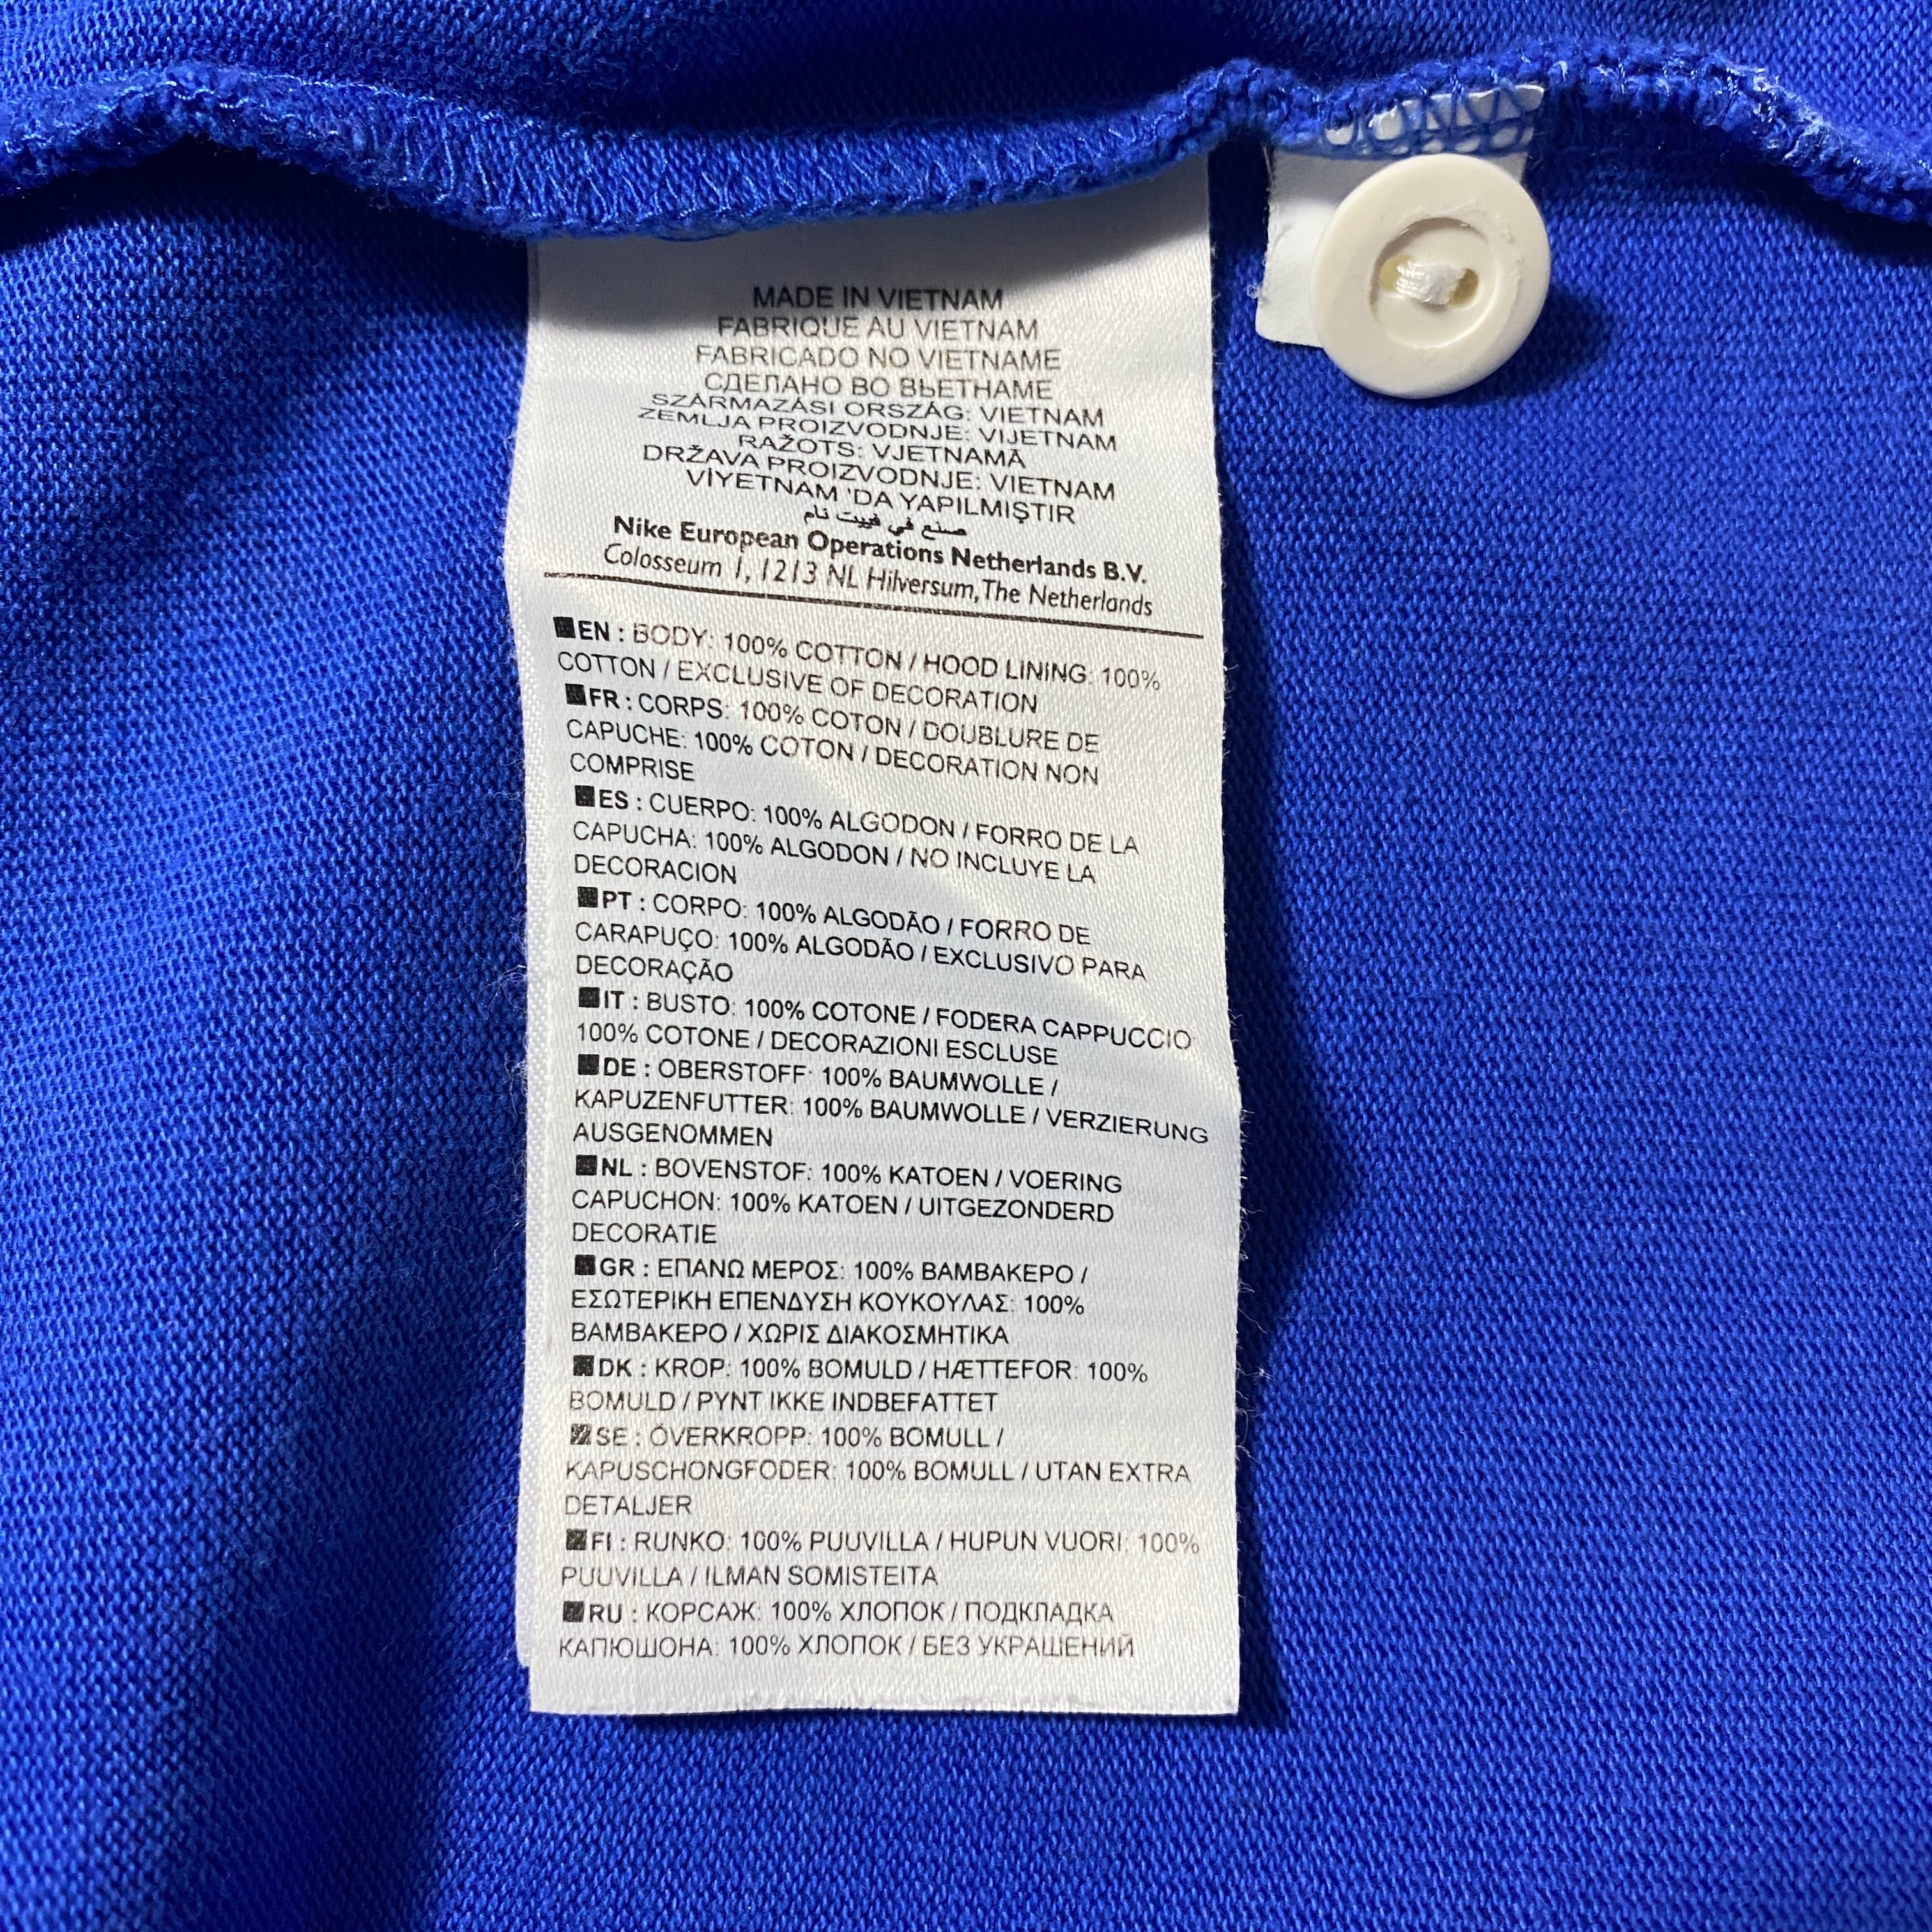 MADE IN VIETNAM
FABRIQUE AU VIETNAM
FABRICADO NO VIETNAME
СДЕЛАНО ВО ВЬЕТНАМЕ
SZÁRMAZÁSI ORSZÁG: VIETNAM
ZEMLJA PROIZVODNJE: VIJETNAM
RAŽOTS: VJETNAMĀ
DRŽAVA PROIZVODNJE: VIETNAM
VİYETNAM 'DA YAPILMIŞTIR
صنع في فييت نام
Nike European Operations Netherlands B.V.
Colosseum 1, 1213 NL Hilversum, The Netherlands
■EN : BODY: 100% COTTON / HOOD LINING: 100%
COTTON / EXCLUSIVE OF DECORATION
■FR : CORPS: 100% COTON / DOUBLURE DE
CAPUCHE: 100% COTON / DECORATION NON
COMPRISE
■ES : CUERPO: 100% ALGODON / FORRO DE LA
CAPUCHA: 100% ALGODON / NO INCLUYE LA
DECORACION
■PT : CORPO: 100% ALGODÃO / FORRO DE
CARAPUÇO: 100% ALGODÃO / EXCLUSIVO PARA
DECORAÇÃO
■IT : BUSTO: 100% COTONE / FODERA CAPPUCCIO
100% COTONE / DECORAZIONI ESCLUSE
■DE : OBERSTOFF: 100% BAUMWOLLE /
KAPUZENFUTTER: 100% BAUMWOLLE / VERZIERUNG
AUSGENOMMEN
■NL : BOVENSTOF: 100% KATOEN / VOERING
CAPUCHON: 100% KATOEN / UITGEZONDERD
DECORATIE
■GR : ΕΠΑΝΩ ΜΕΡΟΣ: 100% ΒΑΜΒΑΚΕΡΟ /
ΕΣΩΤΕΡΙΚΗ ΕΠΕΝΔΥΣΗ ΚΟΥΚΟΥΛΑΣ: 100%
ΒΑΜΒΑΚΕΡΟ / ΧΩΡΙΣ ΔΙΑΚΟΣΜΗΤΙΚΑ
■DK : KROP: 100% BOMULD / HÆTTEFOR: 100%
BOMULD / PYNT IKKE INDBEFATTET
■SE : ÖVERKROPP: 100% BOMULL /
KAPUSCHONGFODER: 100% BOMULL / UTAN EXTRA
DETALJER
■FI : RUNKO: 100% PUUVILLA / HUPUN VUORI: 100%
PUUVILLA / ILMAN SOMISTEITA
■RU : КОРСАЖ: 100% ХЛОПОК / ПОДКЛАДКА
КАПЮШОНА: 100% ХЛОПОК / БЕЗ УКРАШЕНИЙ